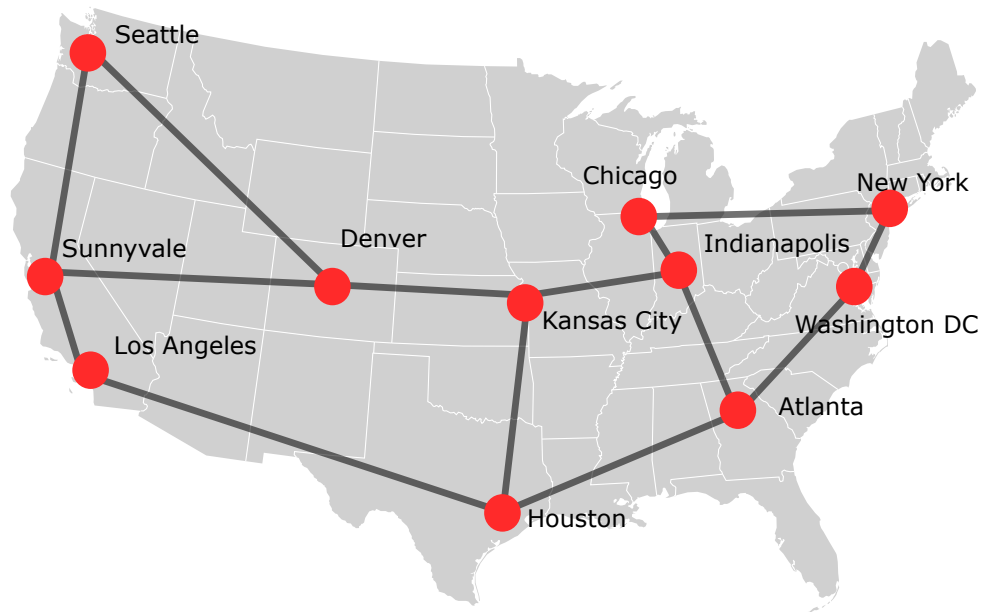 Seattle
Chicago
New York
Denver
Indianapolis
Sunnyvale
Kansas City
Washington DC
Los Angeles
Atlanta
Houston